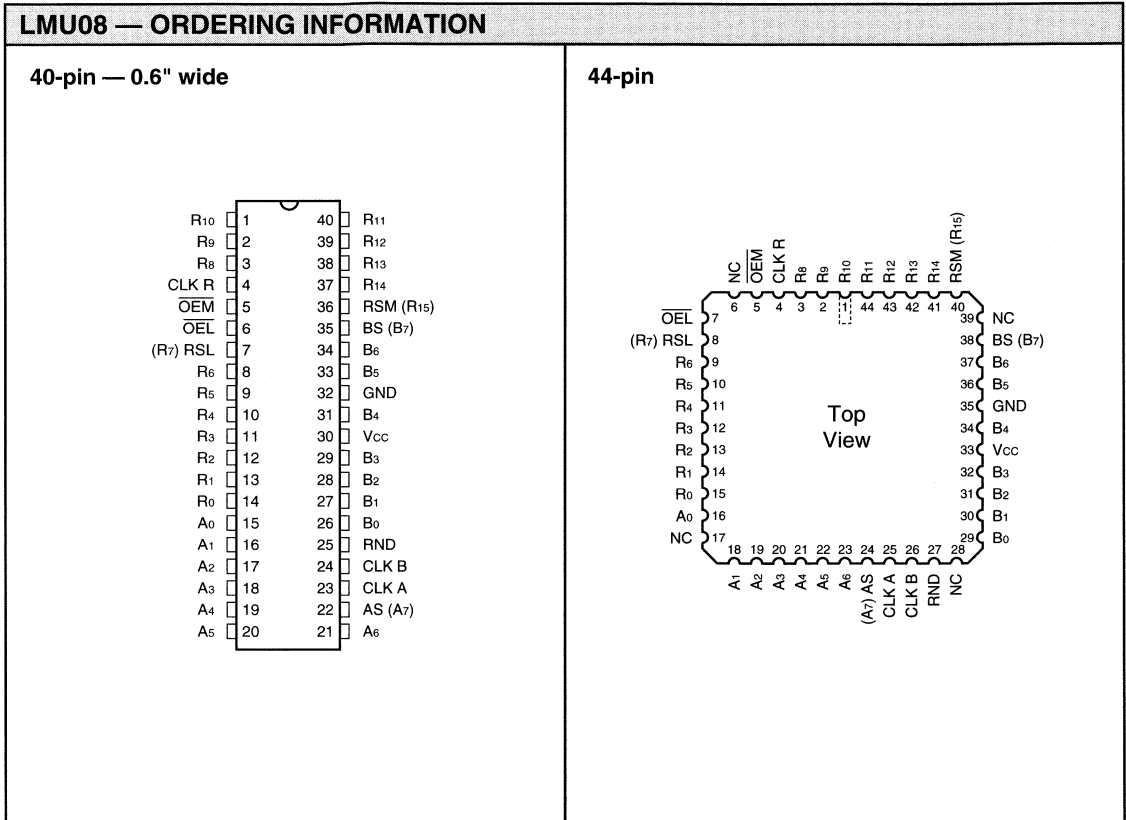 LMU08 — ORDERING INFORMATION
40-pin — 0.6" wide
R10 1 40 R11
R9 2 39 R12
R8 3 38 R13
CLK R 4 37 R14
OEM 5 36 RSM (R15)
OEL 6 35 BS (B7)
(R7) RSL 7 34 B6
R6 8 33 B5
R5 9 32 GND
R4 10 31 B4
R3 11 30 VCC
R2 12 29 B3
R1 13 28 B2
R0 14 27 B1
A0 15 26 B0
A1 16 25 RND
A2 17 24 CLK B
A3 18 23 CLK A
A4 19 22 AS (A7)
A5 20 21 A6
44-pin
NC OEM CLK R R8 R9 R10 R11 R12 R13 R14 RSM (R15)
6 5 4 3 2 1 44 43 42 41 40
OEL 7 39 NC
(R7) RSL 8 38 BS (B7)
R6 9 37 B6
R5 10 36 B5
R4 11 35 GND
R3 12 34 B4
R2 13 33 VCC
R1 14 32 B3
R0 15 31 B2
A0 16 30 B1
NC 17 29 B0
Top
View
18 19 20 21 22 23 24 25 26 27 28
A1 A2 A3 A4 A5 A6 (A7) AS CLK A CLK B RND NC